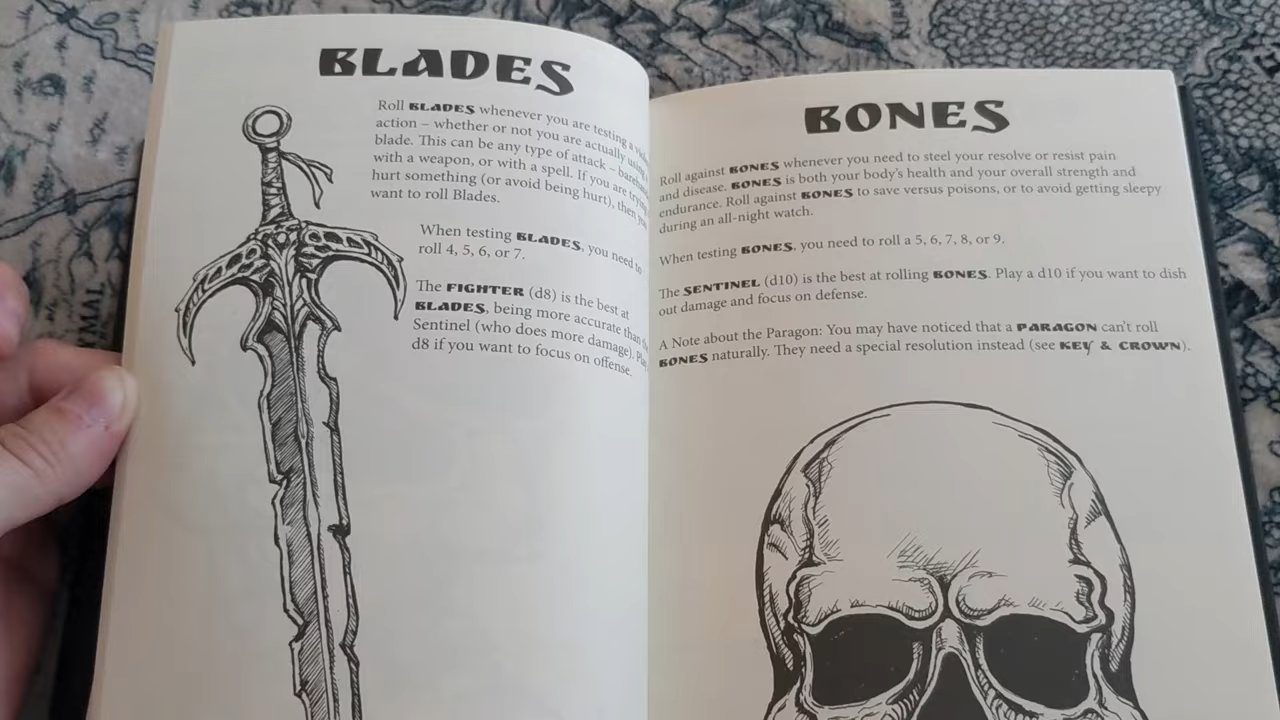 BLADES
Roll BLADES whenever you are testing a
action – whether or not you are actually using
blade. This can be any type of attack –
with a weapon, or with a spell. If you are trying
hurt something (or avoid being hurt), then you
want to roll Blades.
When testing BLADES, you need to
roll 4, 5, 6, or 7.
The FIGHTER (d8) is the best at
BLADES, being more accurate than the
Sentinel (who does more damage). Play
d8 if you want to focus on offense.
BONES
Roll against BONES whenever you need to steel your resolve or resist pain
and disease. BONES is both your body's health and your overall strength and
endurance. Roll against BONES to save versus poisons, or to avoid getting sleepy
during an all-night watch.
When testing BONES, you need to roll a 5, 6, 7, 8, or 9.
The SENTINEL (d10) is the best at rolling BONES. Play a d10 if you want to dish
out damage and focus on defense.
A Note about the Paragon: You may have noticed that a PARAGON can't roll
BONES naturally. They need a special resolution instead (see KEY & CROWN).